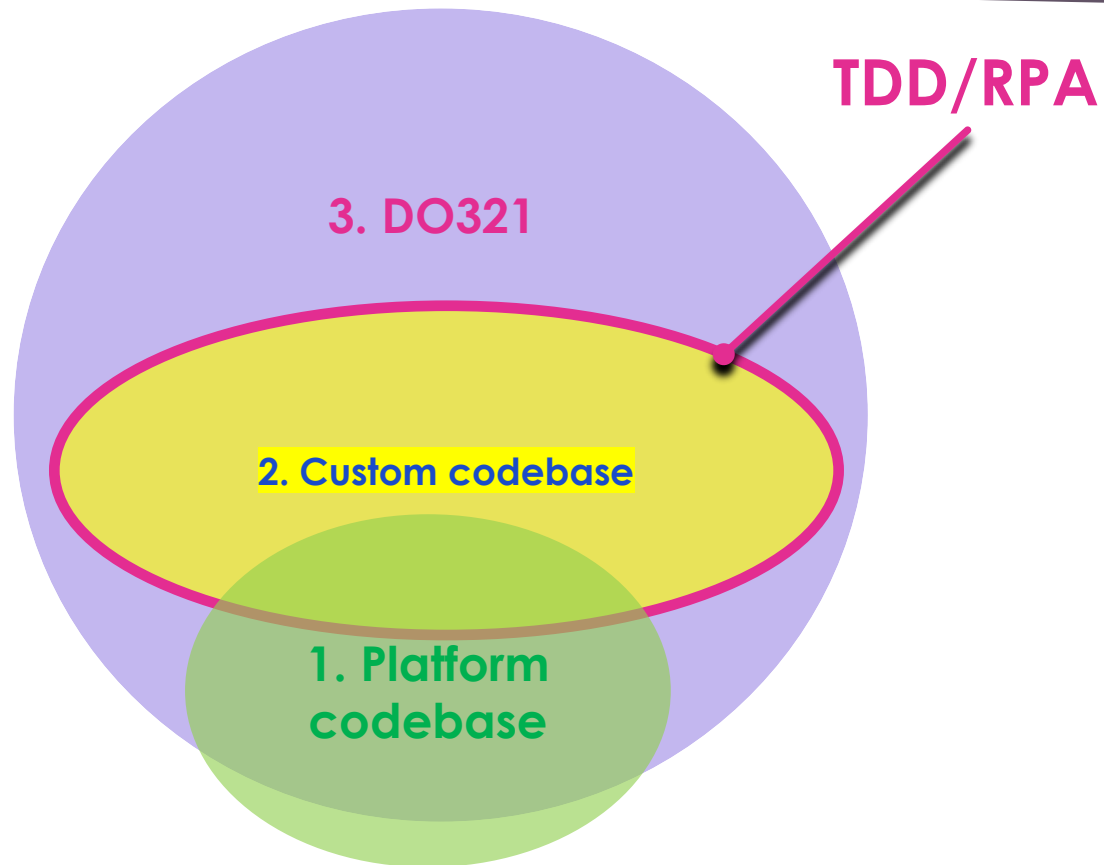 TDD/RPA
3. DO321
2. Custom codebase
1. Platform
codebase